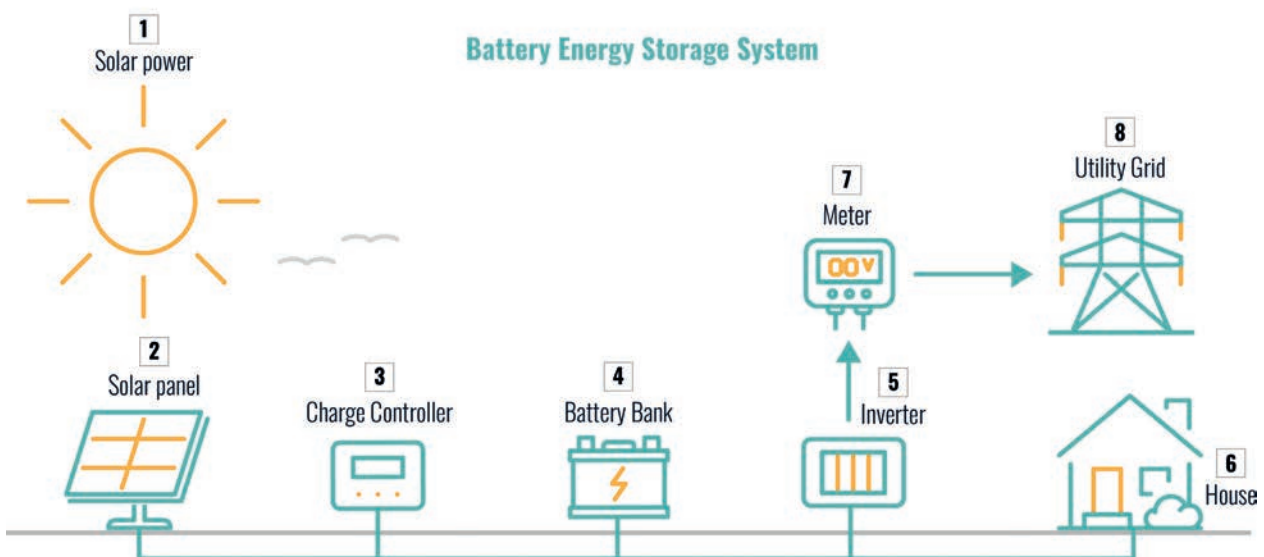 Battery Energy Storage System
1
Solar power
2
Solar panel
3
Charge Controller
4
Battery Bank
5
Inverter
6
House
7
Meter
00 V
8
Utility Grid